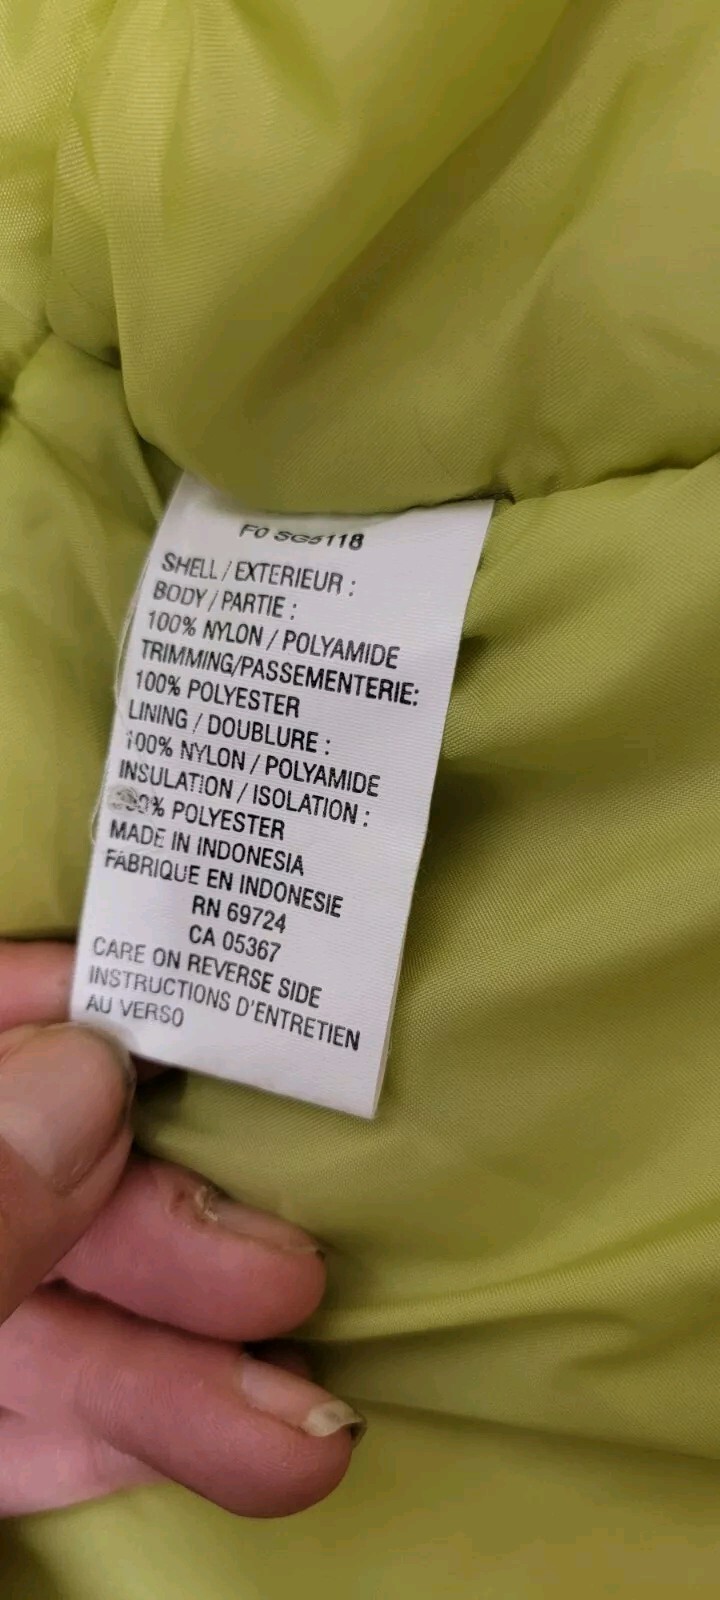 F0 SG5118
SHELL / EXTERIEUR :
BODY / PARTIE :
100% NYLON / POLYAMIDE
TRIMMING/PASSEMENTERIE:
100% POLYESTER
LINING / DOUBLURE :
100% NYLON / POLYAMIDE
INSULATION / ISOLATION :
POLYESTER
MADE IN INDONESIA
FABRIQUE EN INDONESIE
RN 69724
CA 05367
CARE ON REVERSE SIDE
INSTRUCTIONS D'ENTRETIEN
AU VERSO